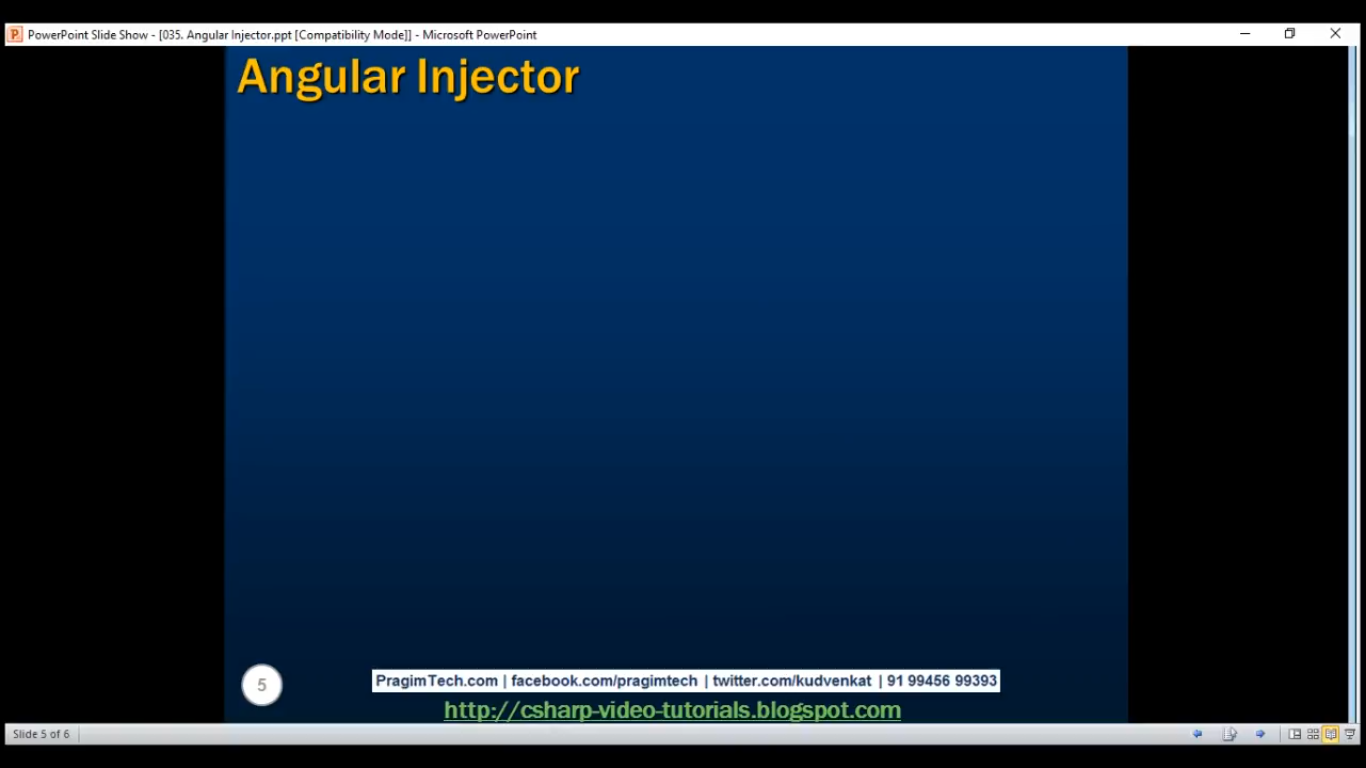 PowerPoint Slide Show - [035. Angular Injector.ppt [Compatibility Mode]] - Microsoft PowerPoint
Angular Injector
5
PragimTech.com | facebook.com/pragimtech | twitter.com/kudvenkat | 91 99456 99393
http://csharp-video-tutorials.blogspot.com
Slide 5 of 6